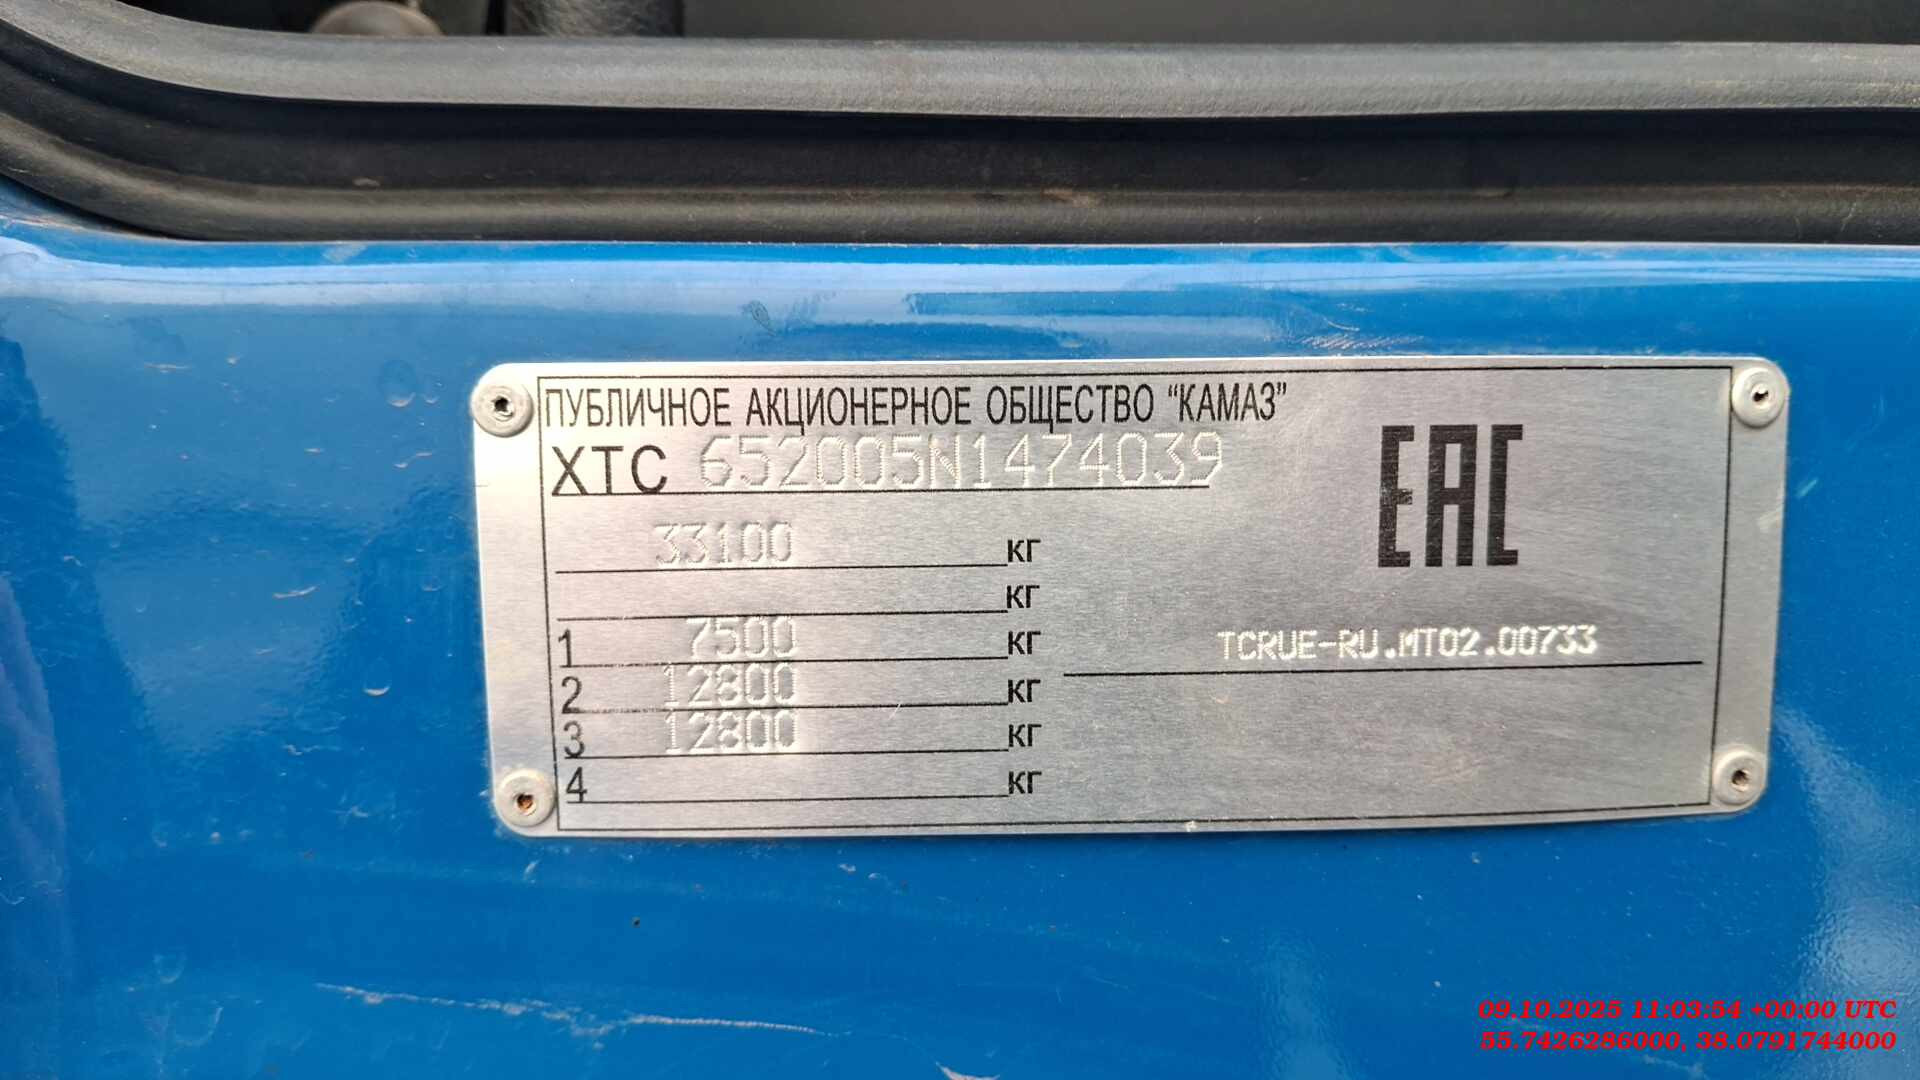 ПУБЛИЧНОЕ АКЦИОНЕРНОЕ ОБЩЕСТВО “КАМАЗ”
XTC 652005N1474039
EAC
33100 кг
кг
1 7500 кг
TCRUE-RU.MT02.00733
2 12800 кг
3 12800 кг
4 кг
09.10.2025 11:03:54 +00:00 UTC
55.7426286000, 38.0791744000